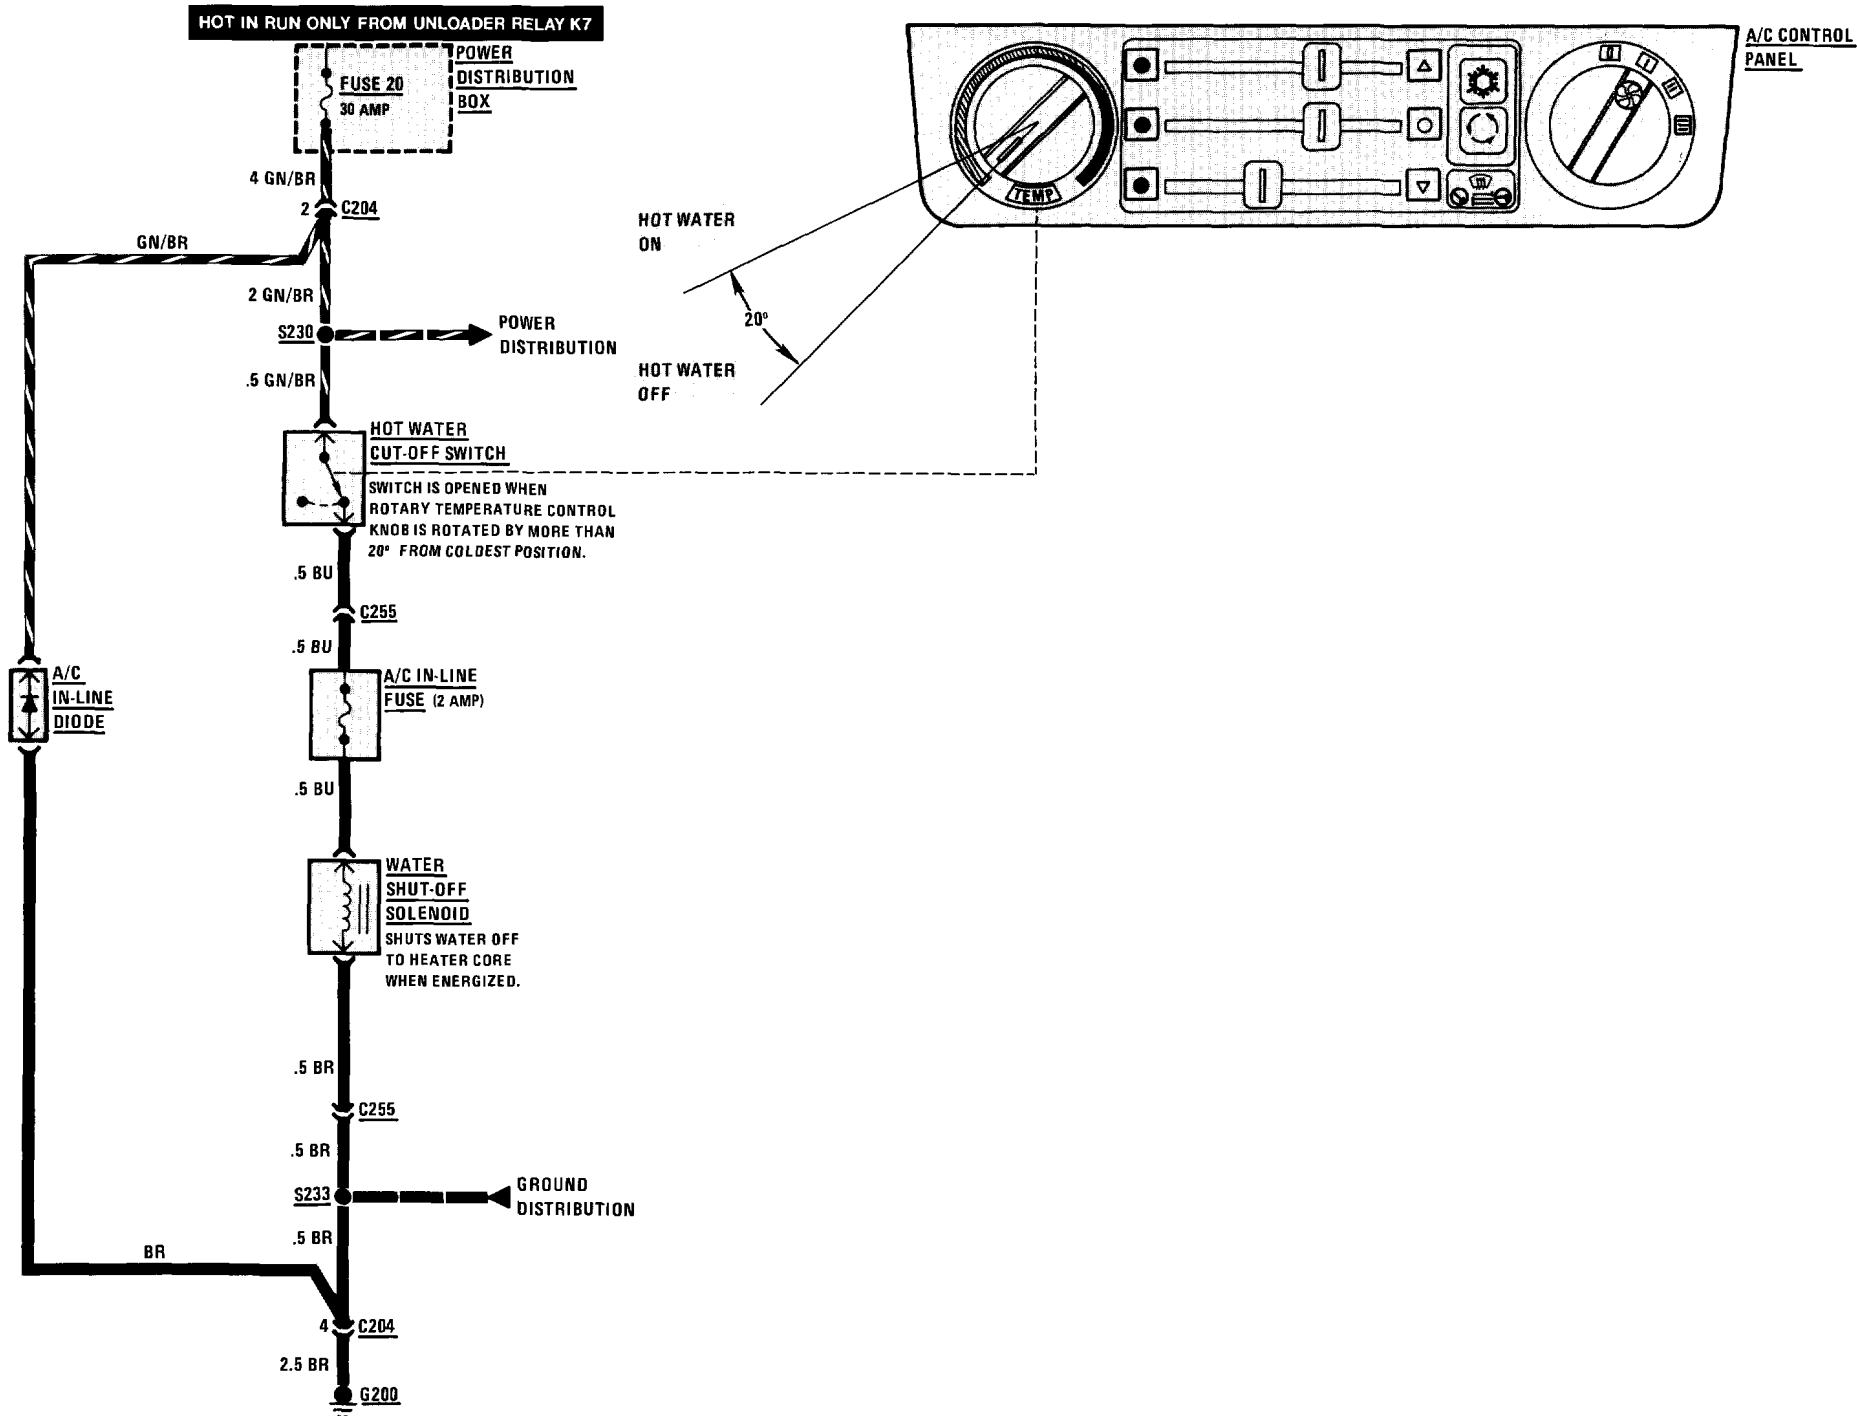 HOT IN RUN ONLY FROM UNLOADER RELAY K7
POWER
DISTRIBUTION
BOX
FUSE 20
30 AMP
4 GN/BR
2
C204
GN/BR
2 GN/BR
S230
POWER
DISTRIBUTION
.5 GN/BR
HOT WATER
CUT-OFF SWITCH
SWITCH IS OPENED WHEN
ROTARY TEMPERATURE CONTROL
KNOB IS ROTATED BY MORE THAN
20° FROM COLDEST POSITION.
.5 BU
C255
.5 BU
A/C
IN-LINE
DIODE
A/C IN-LINE
FUSE (2 AMP)
.5 BU
WATER
SHUT-OFF
SOLENOID
SHUTS WATER OFF
TO HEATER CORE
WHEN ENERGIZED.
.5 BR
C255
.5 BR
S233
GROUND
DISTRIBUTION
.5 BR
BR
4
C204
2.5 BR
G200
A/C CONTROL
PANEL
TEMP
HOT WATER
ON
20°
HOT WATER
OFF